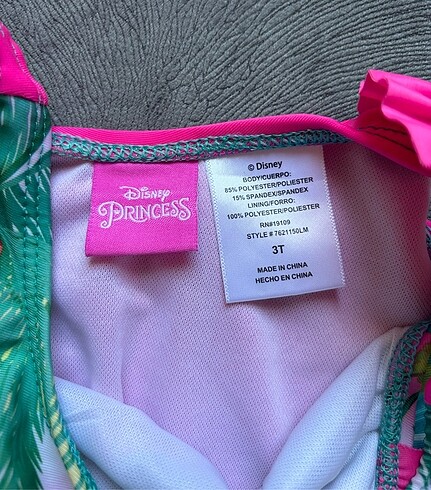 Disney
PRINCESS
© Disney
BODY/CUERPO:
85% POLYESTER/POLIESTER
15% SPANDEX/SPANDEX
LINING/FORRO:
100% POLYESTER/POLIESTER
RN#19109
STYLE # 7621150LM
3T
MADE IN CHINA
HECHO EN CHINA